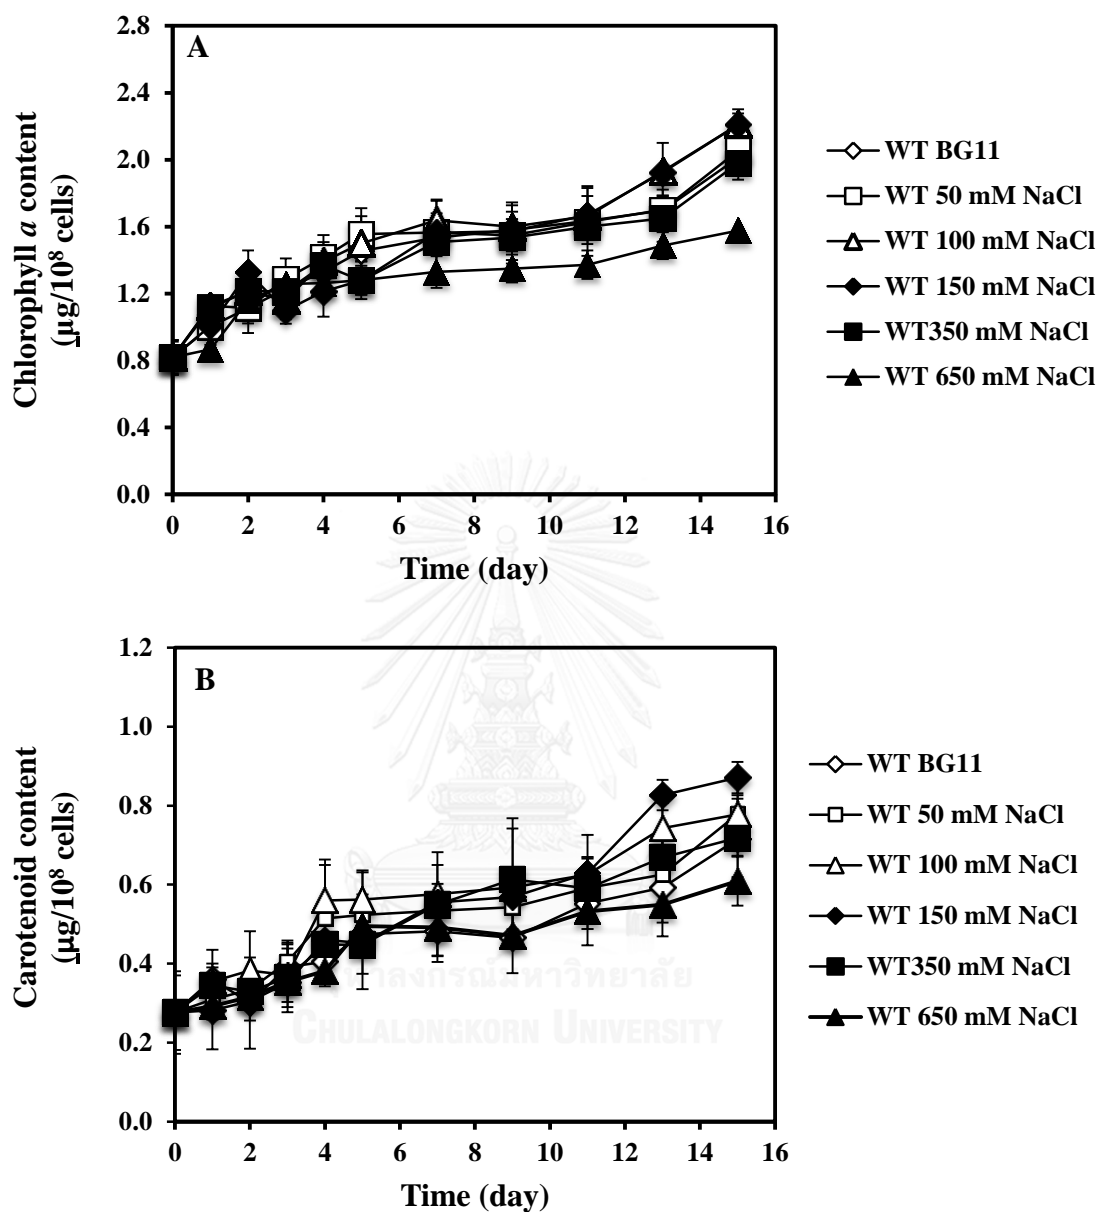 A
2.8
2.4
2.0
1.6
1.2
0.8
0.4
0.0
0 2 4 6 8 10 12 14 16
Chlorophyll a content
(µg/10⁸ cells)
Time (day)
WT BG11
WT 50 mM NaCl
WT 100 mM NaCl
WT 150 mM NaCl
WT350 mM NaCl
WT 650 mM NaCl
B
1.2
1.0
0.8
0.6
0.4
0.2
0.0
0 2 4 6 8 10 12 14 16
Carotenoid content
(µg/10⁸ cells)
Time (day)
WT BG11
WT 50 mM NaCl
WT 100 mM NaCl
WT 150 mM NaCl
WT350 mM NaCl
WT 650 mM NaCl
CHULALONGKORN UNIVERSITY